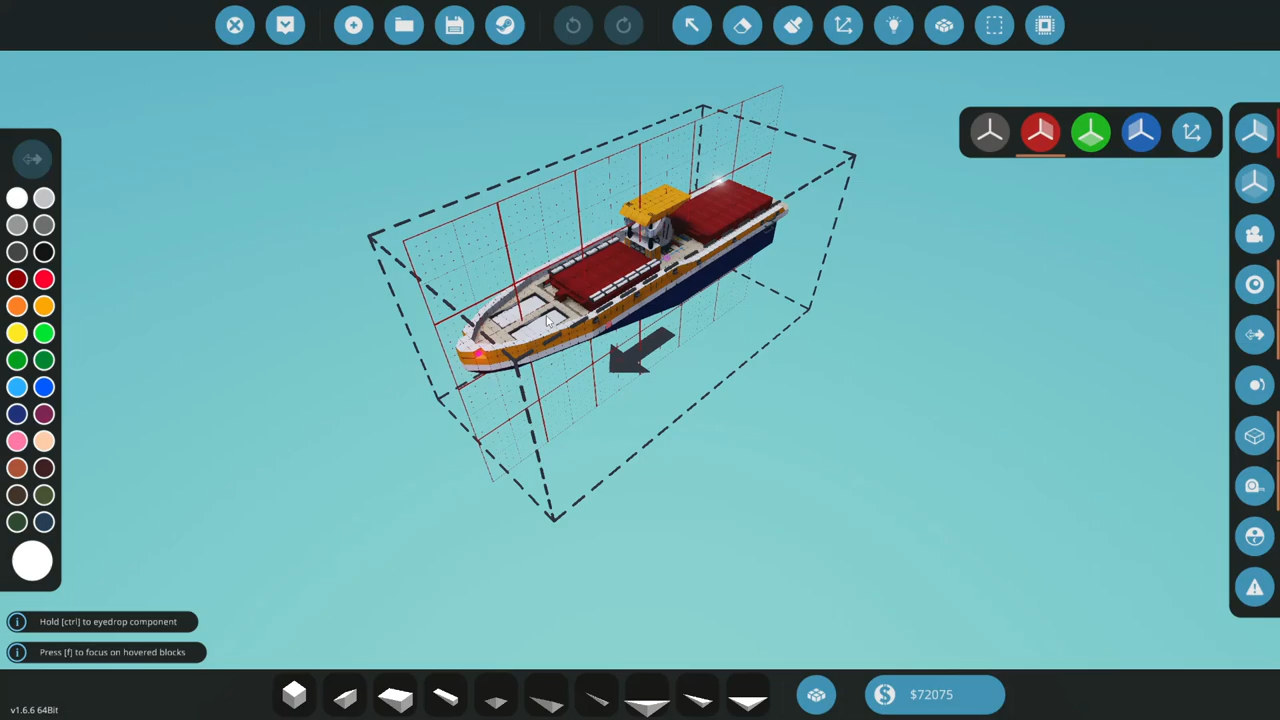 Hold [ctrl] to eyedrop component
Press [f] to focus on hovered blocks
$72075
v1.6.6 64Bit